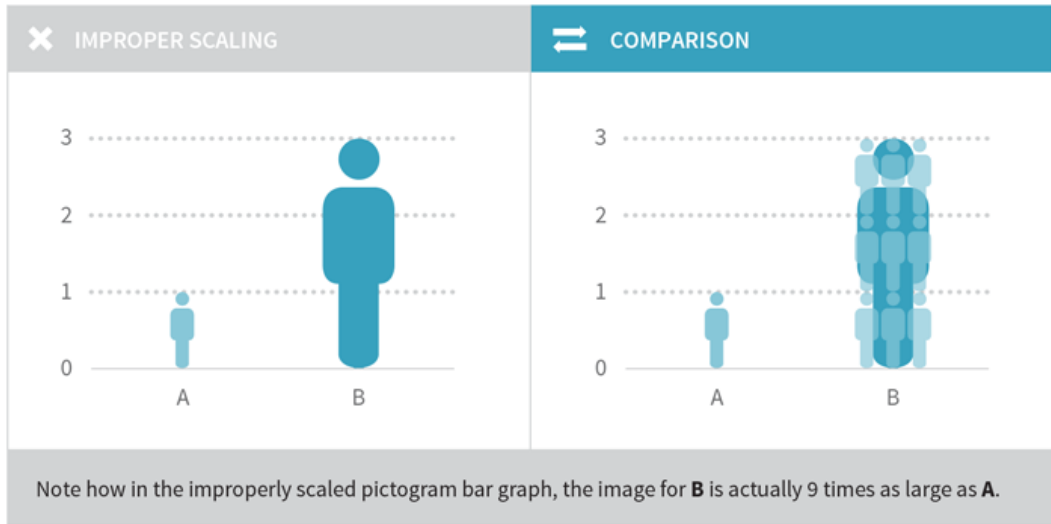 IMPROPER SCALING
COMPARISON
3
2
1
0
A
B
3
2
1
0
A
B
Note how in the improperly scaled pictogram bar graph, the image for B is actually 9 times as large as A.